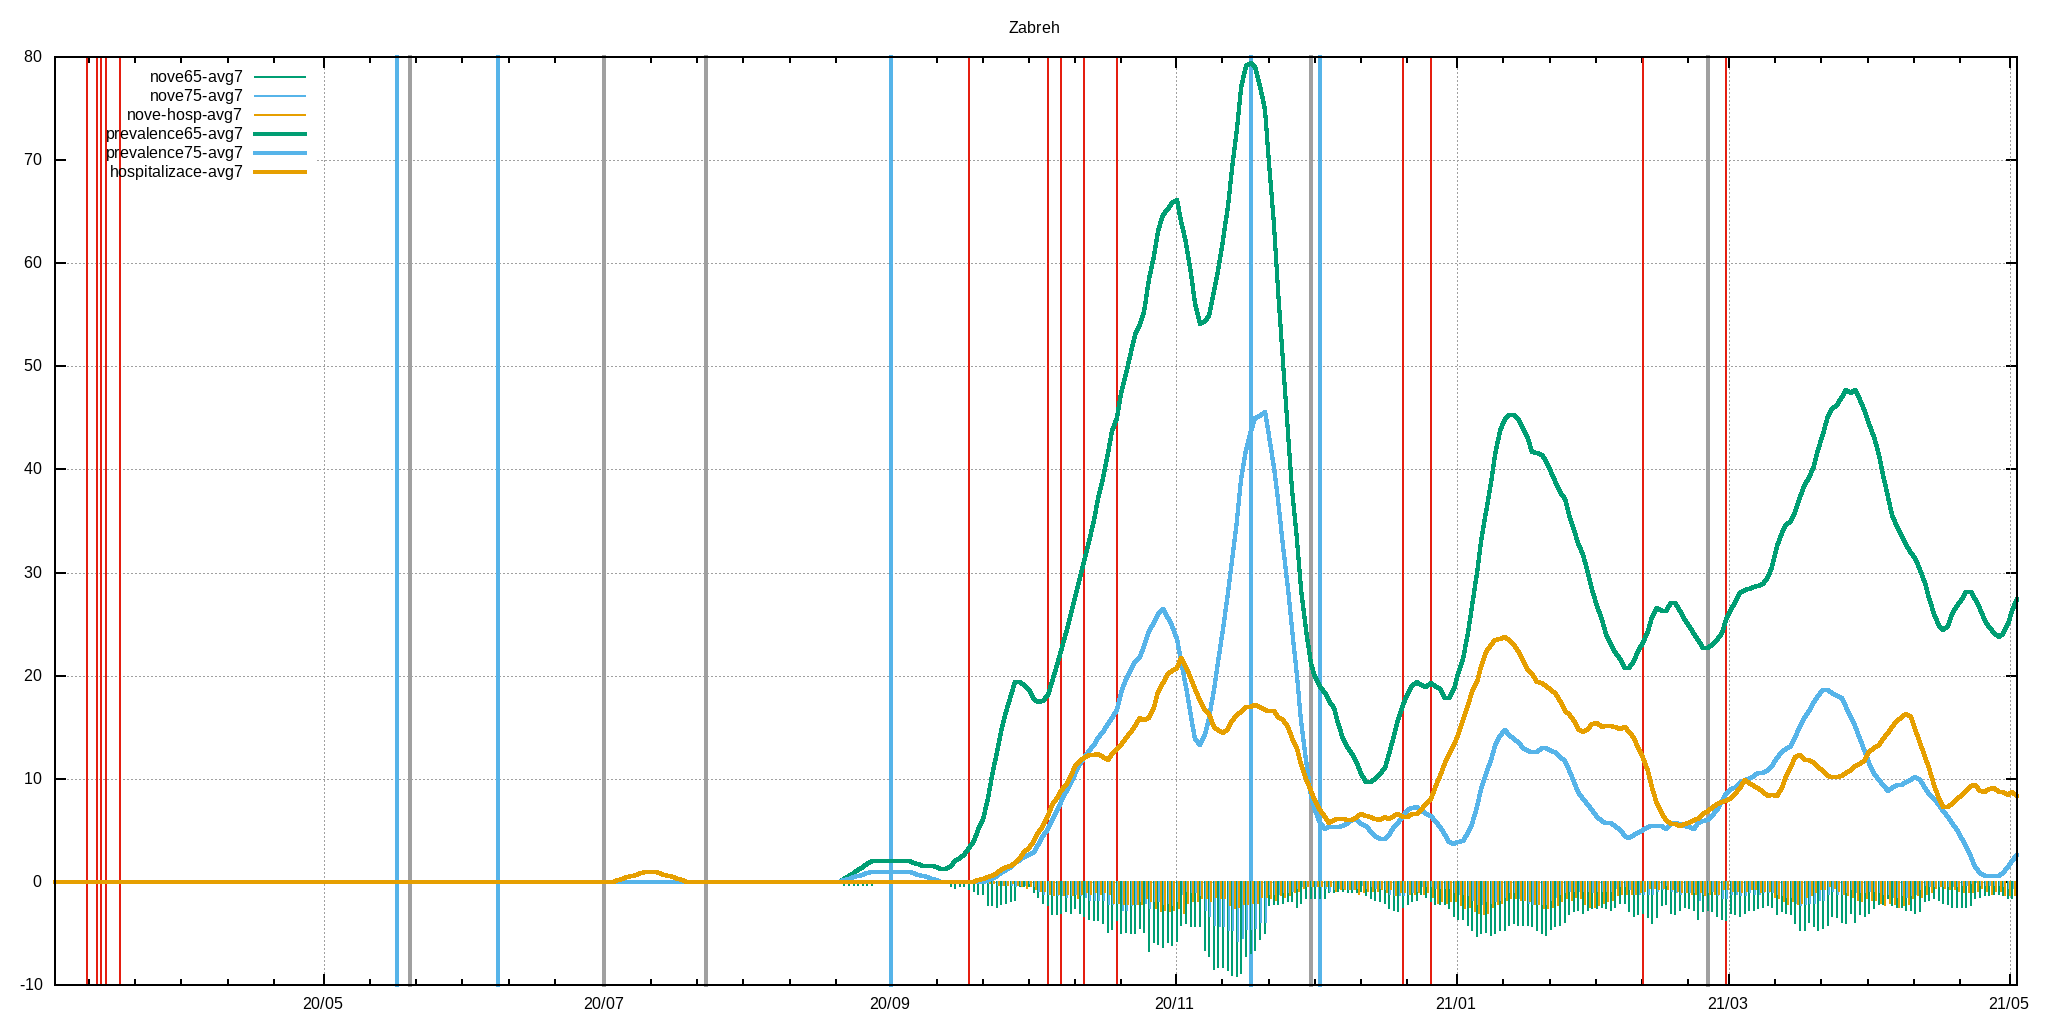 Zabreh
nove65-avg7
nove75-avg7
nove-hosp-avg7
prevalence65-avg7
prevalence75-avg7
hospitalizace-avg7
80
70
60
50
40
30
20
10
0
-10
20/05 20/07 20/09 20/11 21/01 21/03 21/05